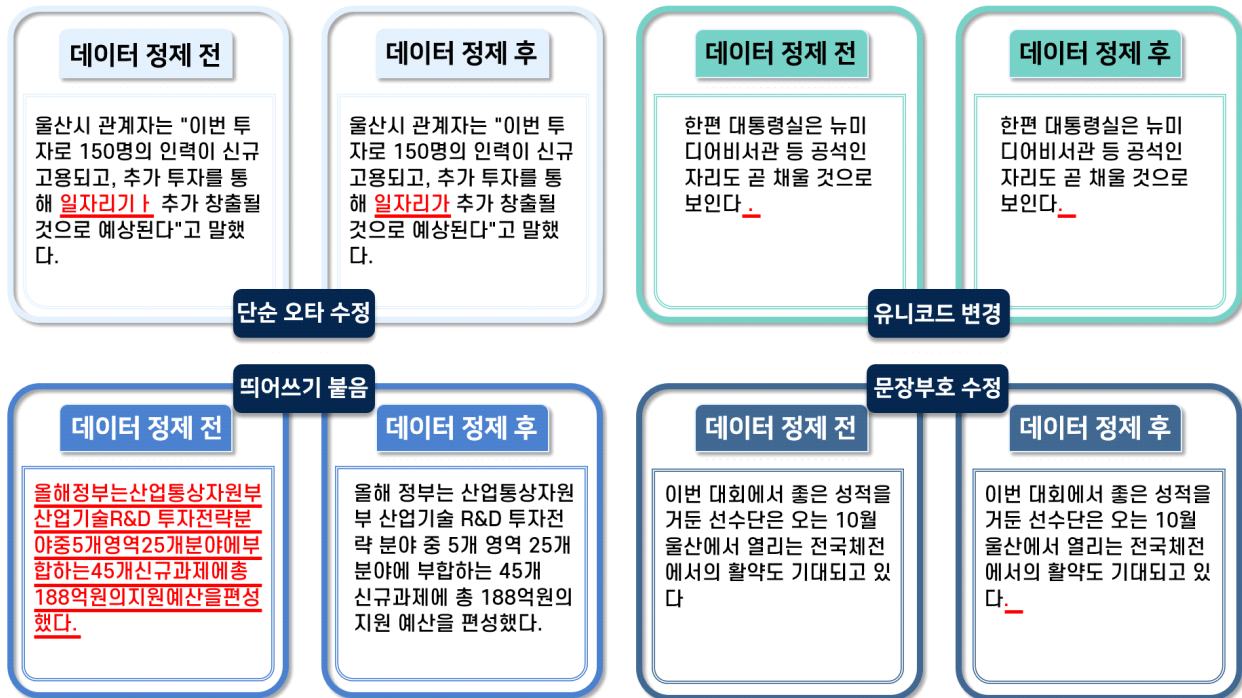 데이터 정제 전
울산시 관계자는 "이번 투
자로 150명의 인력이 신규
고용되고, 추가 투자를 통
해 일자리기ㅏ 추가 창출될
것으로 예상된다"고 말했
다.
데이터 정제 후
울산시 관계자는 "이번 투
자로 150명의 인력이 신규
고용되고, 추가 투자를 통
해 일자리가 추가 창출될
것으로 예상된다"고 말했
다.
단순 오타 수정
데이터 정제 전
한편 대통령실은 뉴미
디어비서관 등 공석인
자리도 곧 채울 것으로
보인다．
데이터 정제 후
한편 대통령실은 뉴미
디어비서관 등 공석인
자리도 곧 채울 것으로
보인다.
유니코드 변경
띄어쓰기 붙음
데이터 정제 전
올해정부는산업통상자원부
산업기술R&D 투자전략분
야중5개영역25개분야에부
합하는45개신규과제에총
188억원의지원예산을편성
했다.
데이터 정제 후
올해 정부는 산업통상자원
부 산업기술 R&D 투자전
략 분야 중 5개 영역 25개
분야에 부합하는 45개
신규과제에 총 188억원의
지원 예산을 편성했다.
문장부호 수정
데이터 정제 전
이번 대회에서 좋은 성적을
거둔 선수단은 오는 10월
울산에서 열리는 전국체전
에서의 활약도 기대되고 있
다
데이터 정제 후
이번 대회에서 좋은 성적을
거둔 선수단은 오는 10월
울산에서 열리는 전국체전
에서의 활약도 기대되고 있
다.